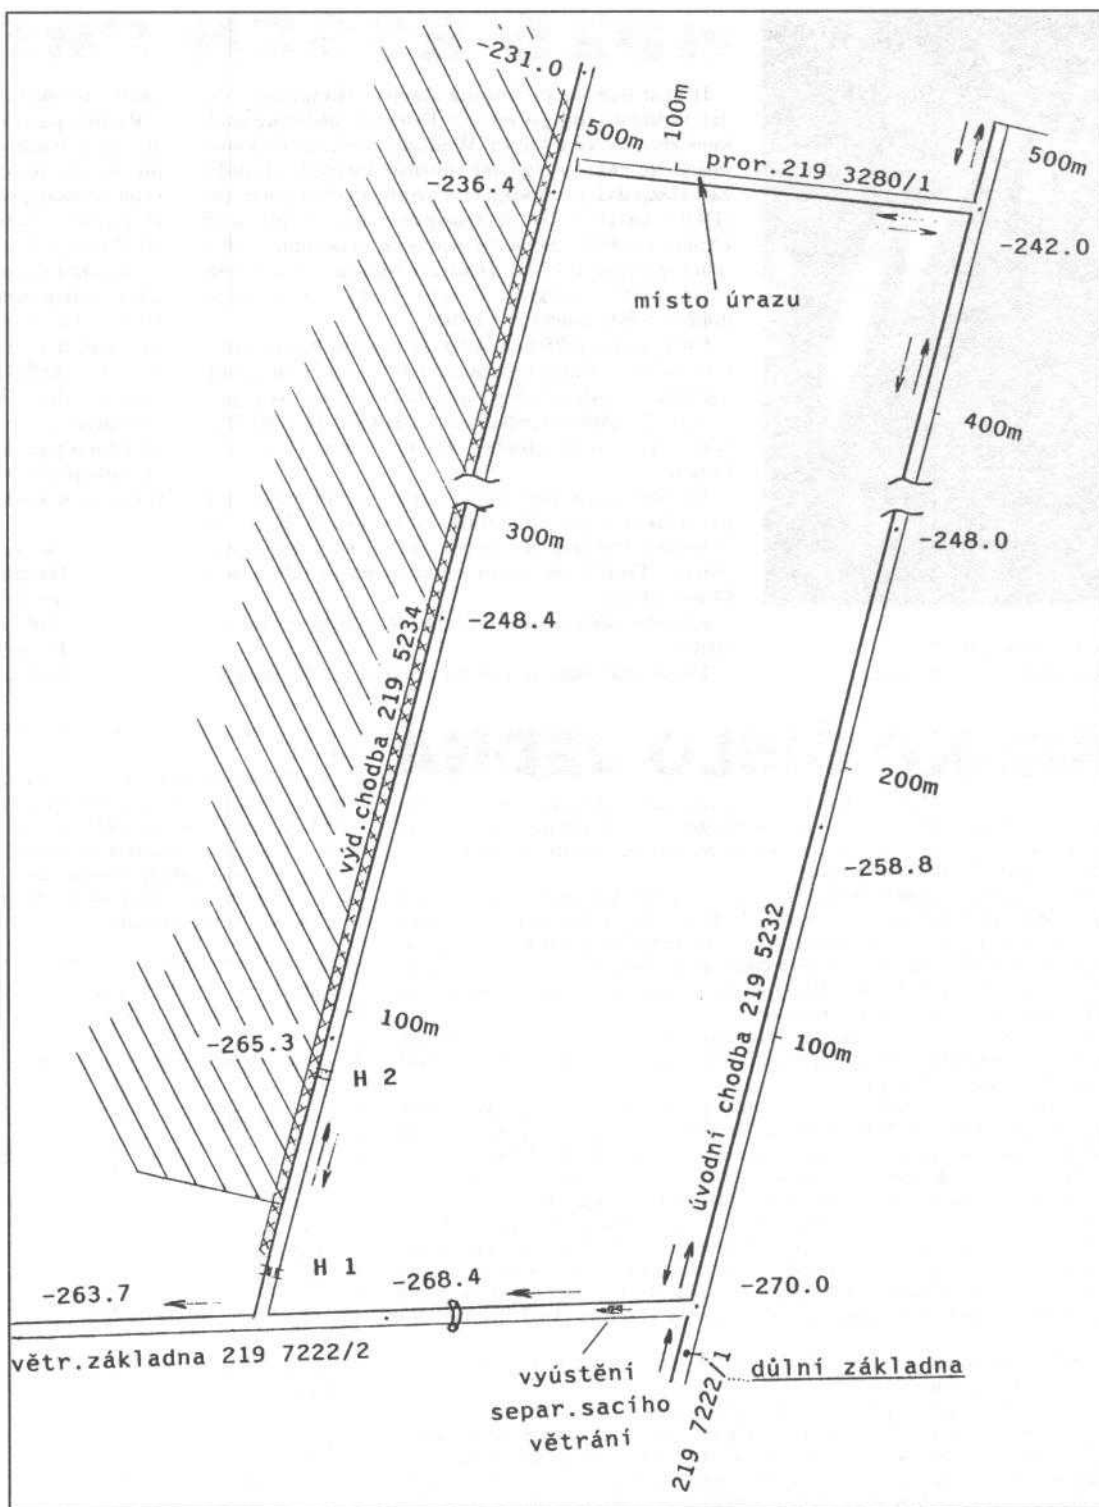 -231.0
500m
100m
pror.219 3280/1
500m
-236.4
-242.0
místo úrazu
400m
300m
-248.0
-248.4
výd.chodba 219 5234
200m
-258.8
úvodní chodba 219 5232
100m
-265.3
100m
H 2
H 1
-268.4
-263.7
-270.0
větr.základna 219 7222/2
vyústění
separ.sacího
větrání
důlní základna
219 7222/1